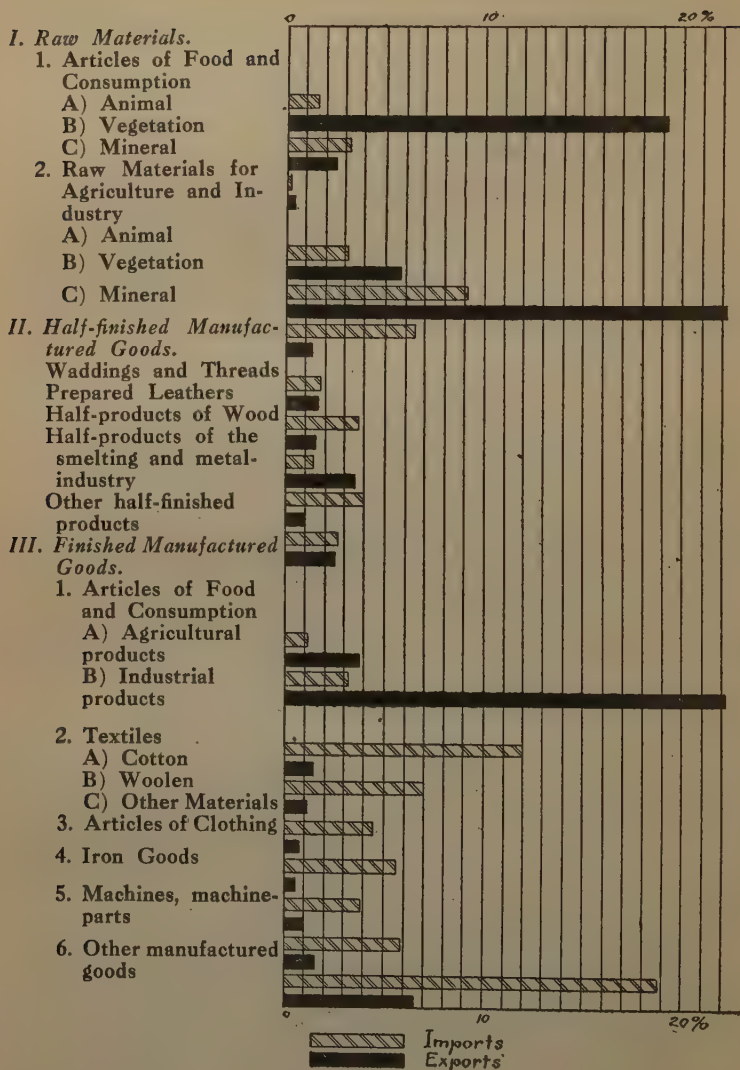 0 10 20%
I. Raw Materials.
1. Articles of Food and
Consumption
A) Animal
B) Vegetation
C) Mineral
2. Raw Materials for
Agriculture and In-
dustry
A) Animal
B) Vegetation
C) Mineral
II. Half-finished Manufac-
tured Goods.
Waddings and Threads
Prepared Leathers
Half-products of Wood
Half-products of the
smelting and metal-
industry
Other half-finished
products
III. Finished Manufactured
Goods.
1. Articles of Food
and Consumption
A) Agricultural
products
B) Industrial
products
2. Textiles
A) Cotton
B) Woolen
C) Other Materials
3. Articles of Clothing
4. Iron Goods
5. Machines, machine-
parts
6. Other manufactured
goods
0 10 20%
Imports
Exports